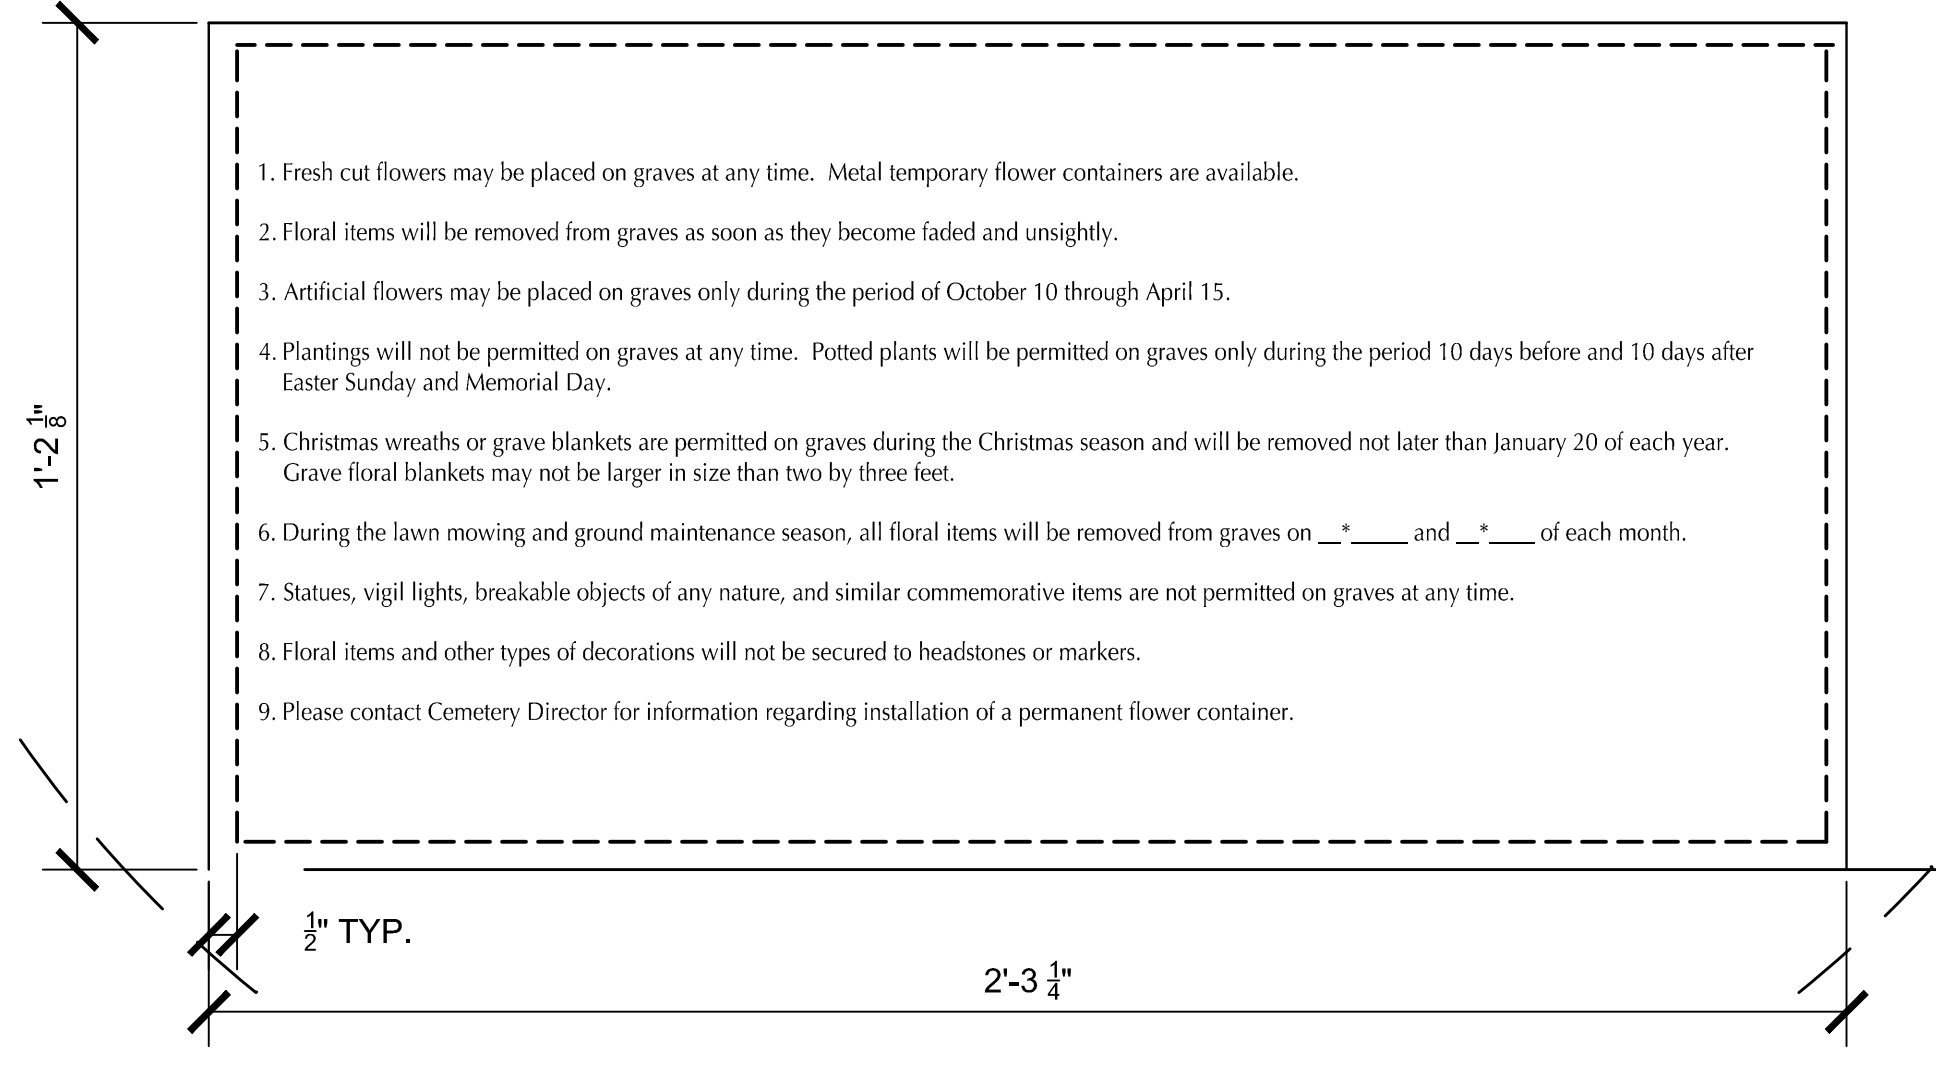 1. Fresh cut flowers may be placed on graves at any time.  Metal temporary flower containers are available.
2. Floral items will be removed from graves as soon as they become faded and unsightly.
3. Artificial flowers may be placed on graves only during the period of October 10 through April 15.
4. Plantings will not be permitted on graves at any time.  Potted plants will be permitted on graves only during the period 10 days before and 10 days after
Easter Sunday and Memorial Day.
1'-2 1/8"
5. Christmas wreaths or grave blankets are permitted on graves during the Christmas season and will be removed not later than January 20 of each year.
Grave floral blankets may not be larger in size than two by three feet.
6. During the lawn mowing and ground maintenance season, all floral items will be removed from graves on __*_____ and __*____ of each month.
7. Statues, vigil lights, breakable objects of any nature, and similar commemorative items are not permitted on graves at any time.
8. Floral items and other types of decorations will not be secured to headstones or markers.
9. Please contact Cemetery Director for information regarding installation of a permanent flower container.
1/2" TYP.
2'-3 1/4"